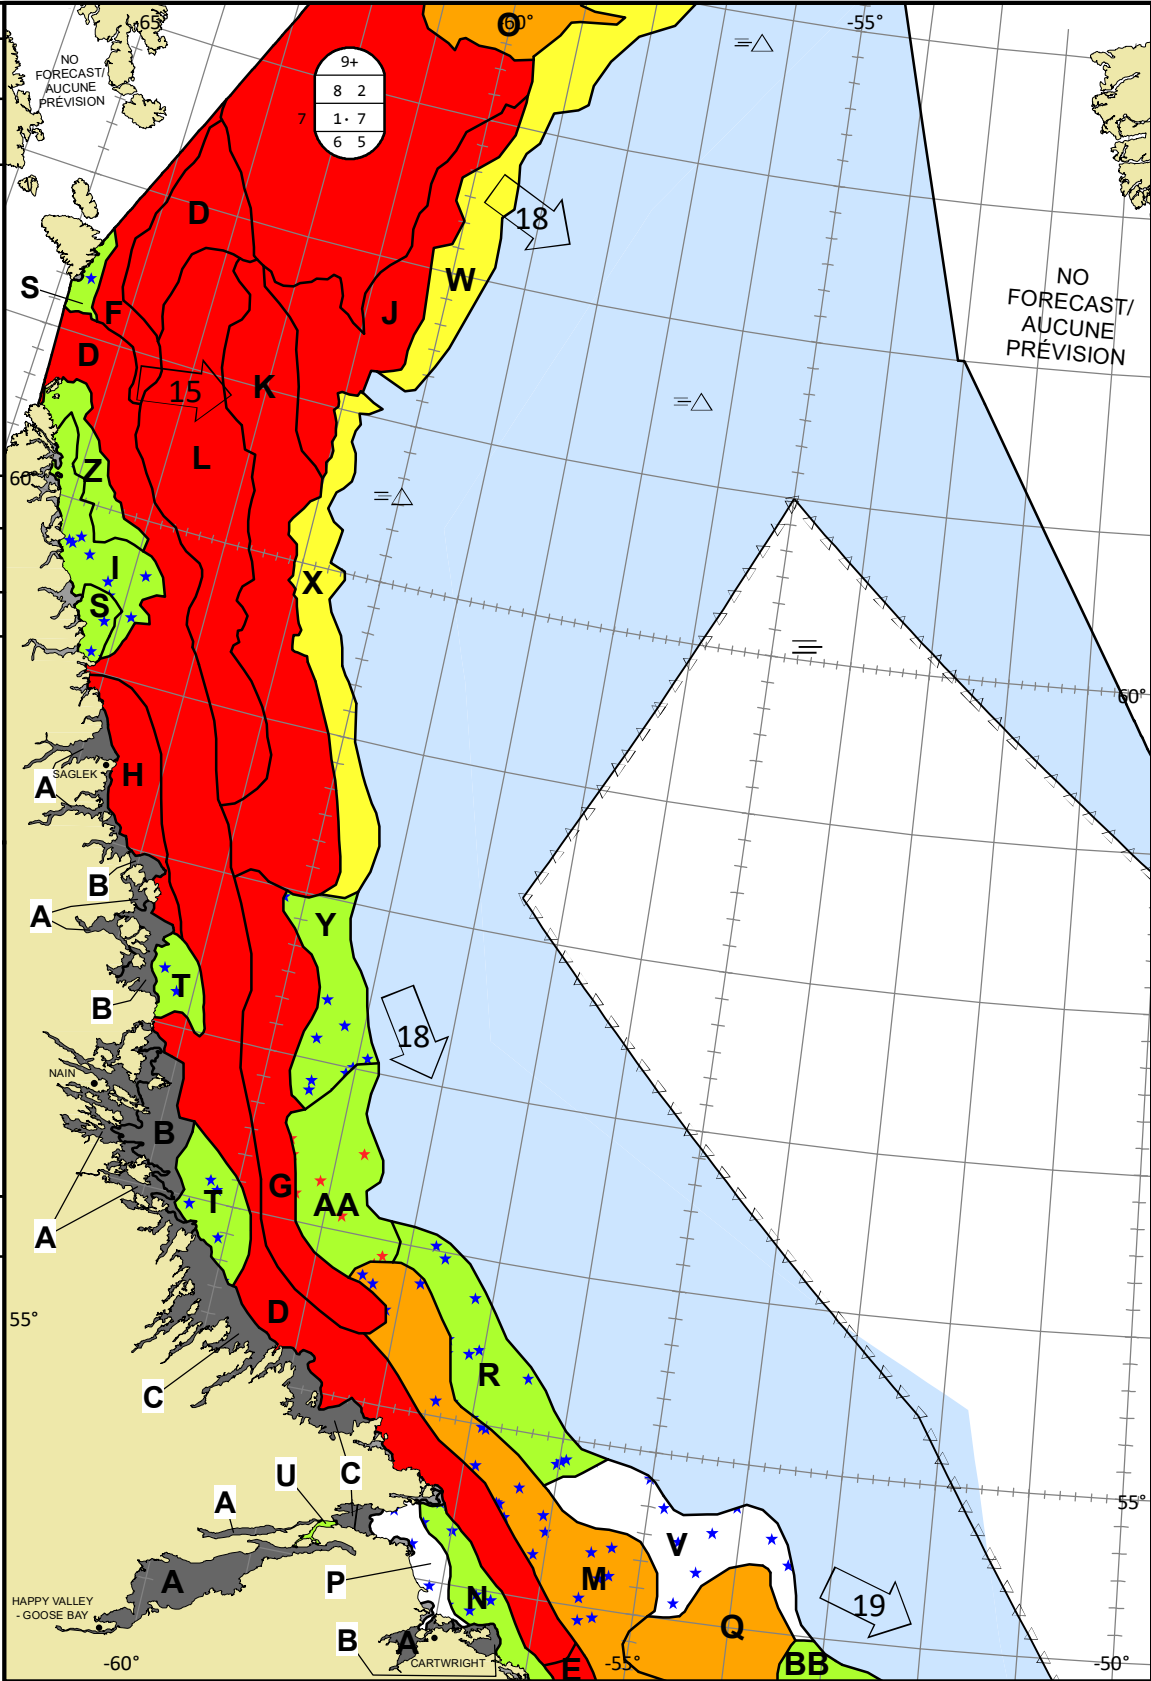 -65°
-60°
-55°
O
NO
FORECAST/
AUCUNE
PRÉVISION
9+
8 2
7 1· 7
6 5
D
18
W
S
F
J
NO
FORECAST/
AUCUNE
PRÉVISION
D
15
K
L
60°
Z
I
X
S
60°
SAGLEK
A
H
B
A
Y
T
B
18
NAIN
B
G
T
AA
A
D
55°
R
C
U
C
A
55°
V
P
A
M
N
HAPPY VALLEY
- GOOSE BAY
19
Q
B
A
CARTWRIGHT
-60°
E
-55°
BB
-50°